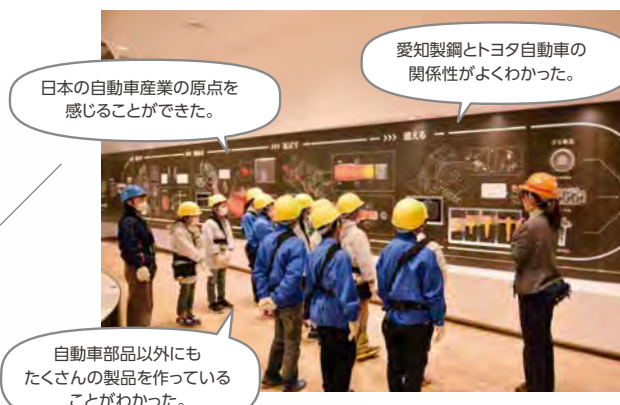 愛知製鋼とトヨタ自動車の
関係性がよくわかった。
日本の自動車産業の原点を
感じることができた。
自動車部品以外にも
たくさんの製品を作っている
ことがわかった。